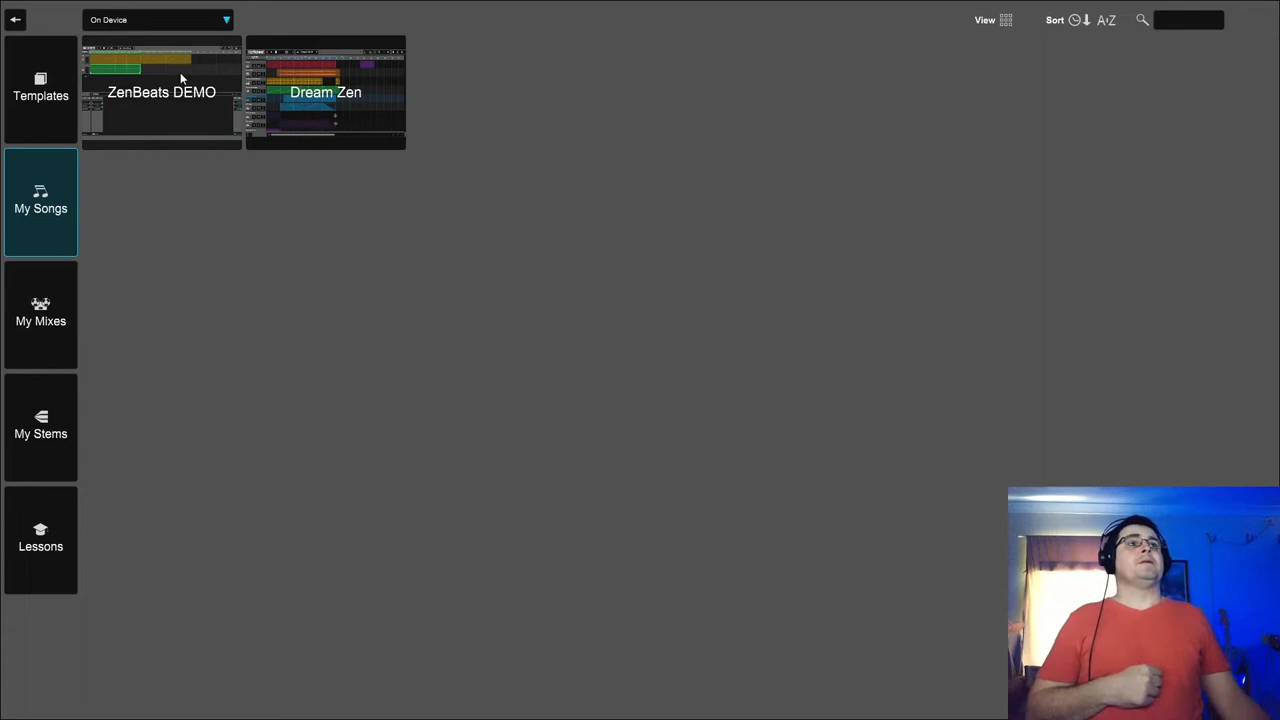 On Device
View
Sort
A-Z
Templates
ZenBeats DEMO
Dream Zen
My Songs
My Mixes
My Stems
Lessons